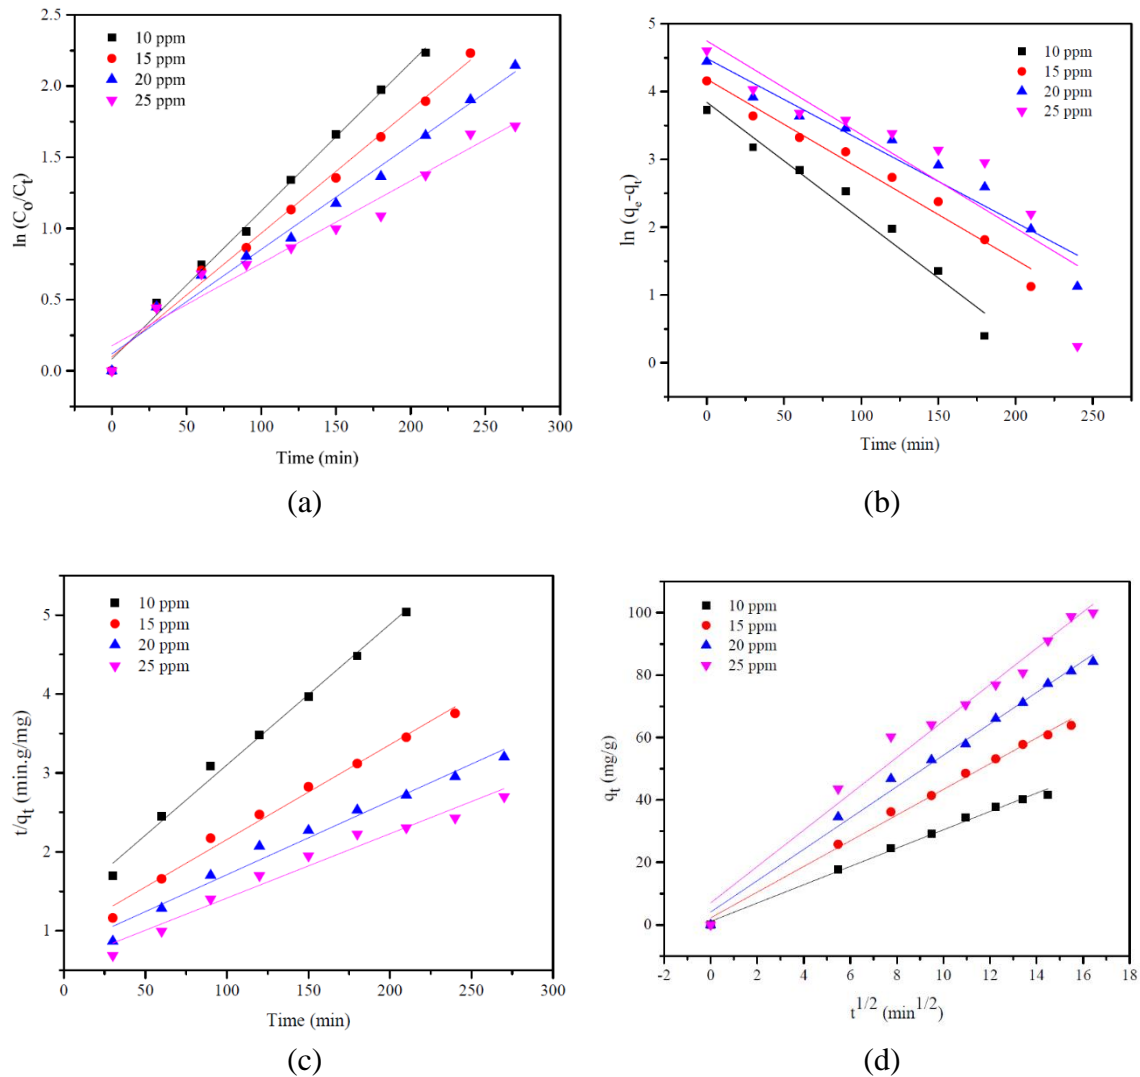 2.5
2.0
1.5
1.0
0.5
0.0
ln (C₀/Cₜ)
10 ppm
15 ppm
20 ppm
25 ppm
0 50 100 150 200 250 300
Time (min)
(a)
5
4
3
2
1
0
ln (qₑ-qₜ)
10 ppm
15 ppm
20 ppm
25 ppm
0 50 100 150 200 250
Time (min)
(b)
5
4
3
2
1
t/qₜ (min.g/mg)
10 ppm
15 ppm
20 ppm
25 ppm
0 50 100 150 200 250 300
Time (min)
(c)
100
80
60
40
20
0
qₜ (mg/g)
10 ppm
15 ppm
20 ppm
25 ppm
-2 0 2 4 6 8 10 12 14 16 18
t^1/2 (min^1/2)
(d)